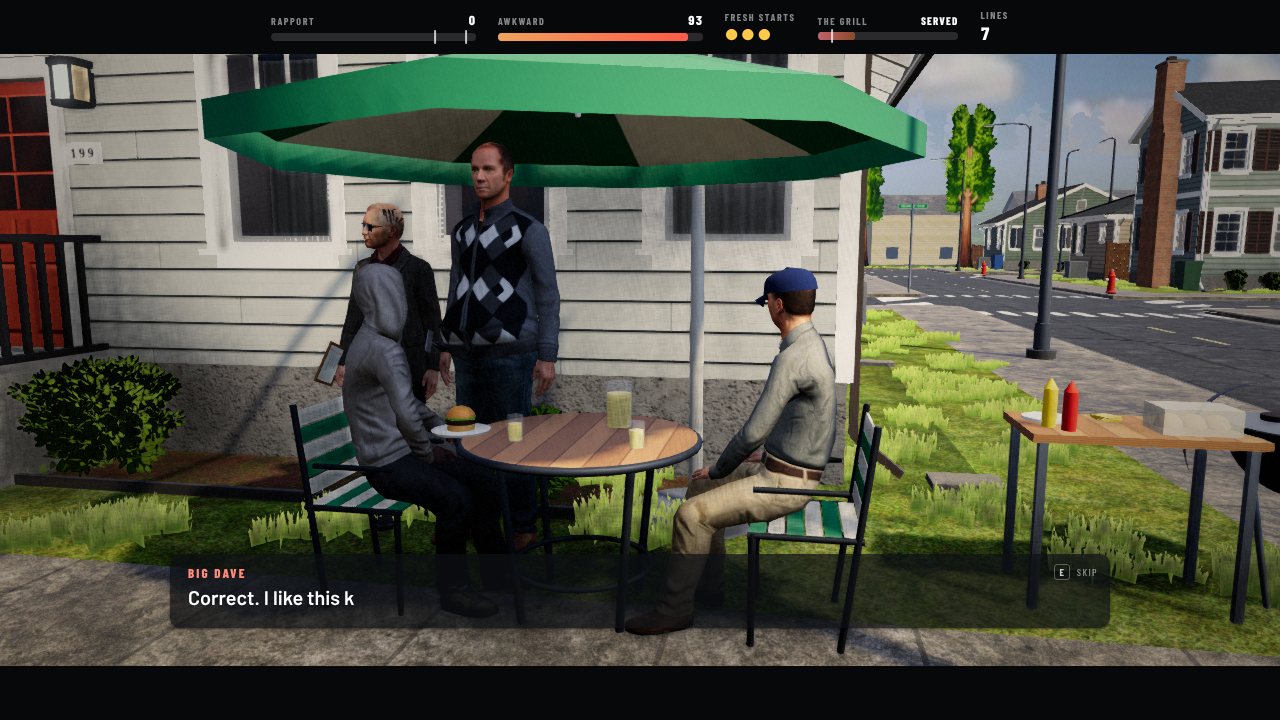 RAPPORT 0 AWKWARD 93 FRESH STARTS THE GRILL SERVED LINES
7
199
BIG DAVE E SKIP
Correct. I like this k